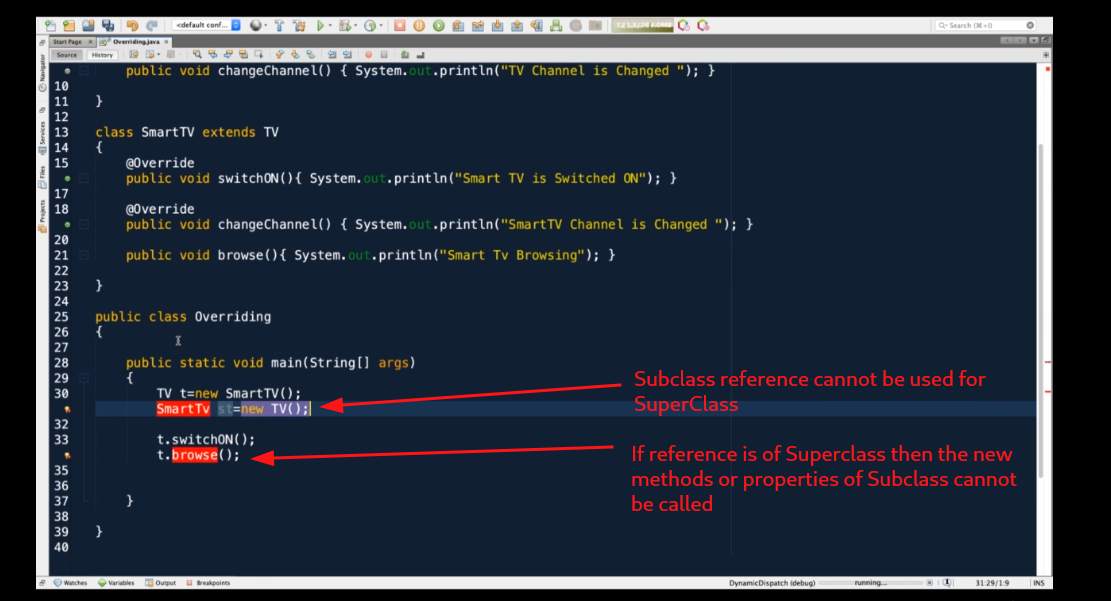 <default conf...
Search (⌘+I)
Start Page
Overriding.java
Source
History
Navigator
Services
Files
Projects
public void changeChannel() { System.out.println("TV Channel is Changed "); }
10
11 }
12
13 class SmartTV extends TV
14 {
15 @Override
public void switchON(){ System.out.println("Smart TV is Switched ON"); }
17
18 @Override
public void changeChannel() { System.out.println("SmartTV Channel is Changed "); }
20
21 public void browse(){ System.out.println("Smart Tv Browsing"); }
22
23 }
24
25 public class Overriding
26 {
27
28 public static void main(String[] args)
29 {
30 TV t=new SmartTV();
SmartTv st=new TV();
32
33 t.switchON();
t.browse();
35
36
37 }
38
39 }
40
Subclass reference cannot be used for
SuperClass
If reference is of Superclass then the new
methods or properties of Subclass cannot
be called
Watches Variables Output Breakpoints
DynamicDispatch (debug) running... 31:29/1:9 INS